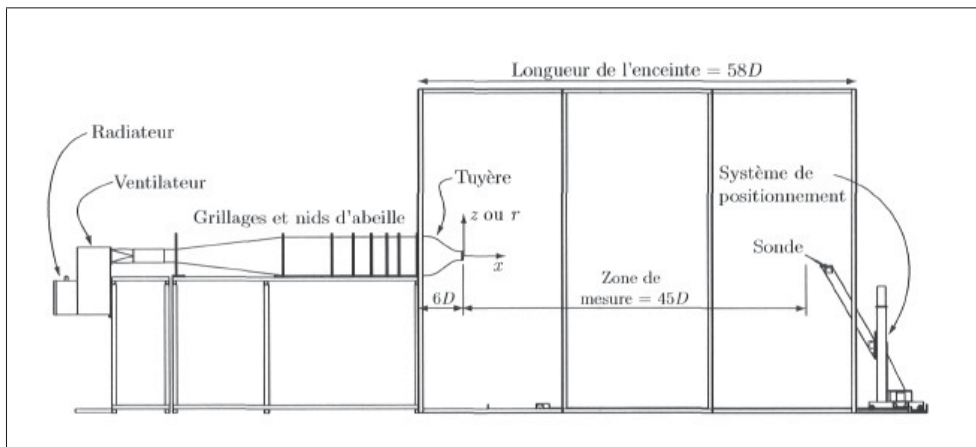 Longueur de l'enceinte = 58D
Radiateur
Ventilateur
Grillages et nids d'abeille
Tuyère
z ou r
x
Système de
positionnement
Sonde
6D
Zone de
mesure = 45D